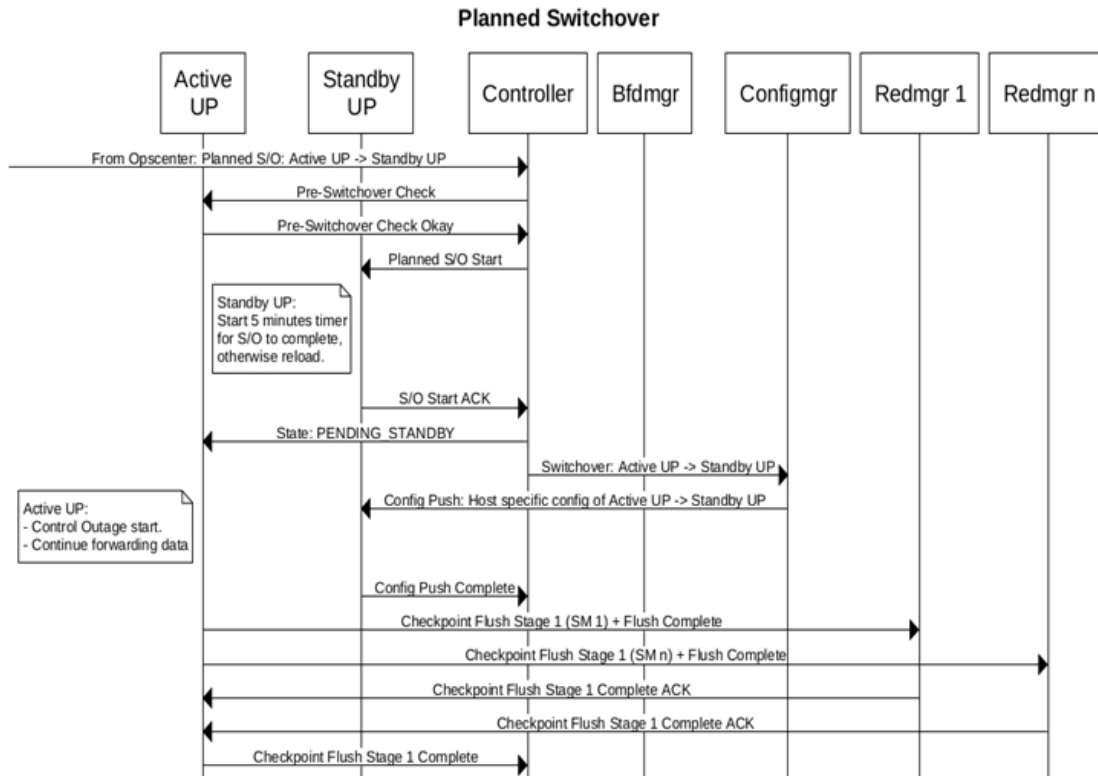 Planned Switchover
Active
UP
Standby
UP
Controller
Bfdmgr
Configmgr
Redmgr 1
Redmgr n
From Opscenter: Planned S/O: Active UP -> Standby UP
Pre-Switchover Check
Pre-Switchover Check Okay
Planned S/O Start
Standby UP:
Start 5 minutes timer
for S/O to complete,
otherwise reload.
S/O Start ACK
State: PENDING_STANDBY
Switchover: Active UP -> Standby UP
Config Push: Host specific config of Active UP -> Standby UP
Active UP:
- Control Outage start.
- Continue forwarding data
Config Push Complete
Checkpoint Flush Stage 1 (SM 1) + Flush Complete
Checkpoint Flush Stage 1 (SM n) + Flush Complete
Checkpoint Flush Stage 1 Complete ACK
Checkpoint Flush Stage 1 Complete ACK
Checkpoint Flush Stage 1 Complete